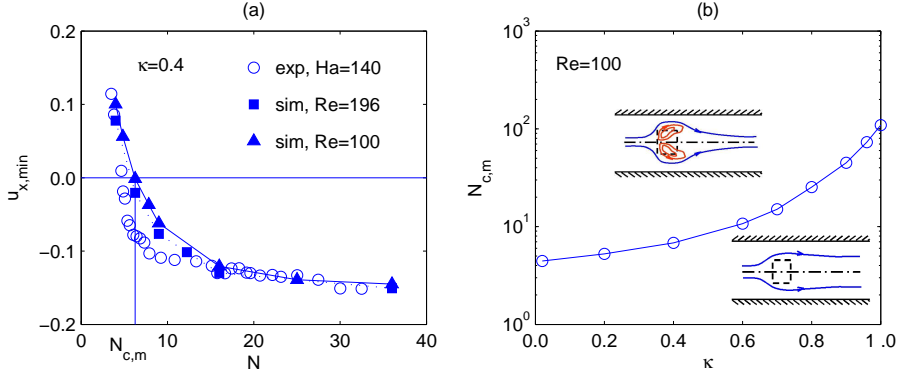 (a)
0.2
0.1
0.0
−0.1
−0.2
u_x,min
κ=0.4
exp, Ha=140
sim, Re=196
sim, Re=100
0
10
20
30
40
N_c,m
N
(b)
10^3
10^2
10^1
10^0
N_c,m
Re=100
0.0
0.2
0.4
0.6
0.8
1.0
κ